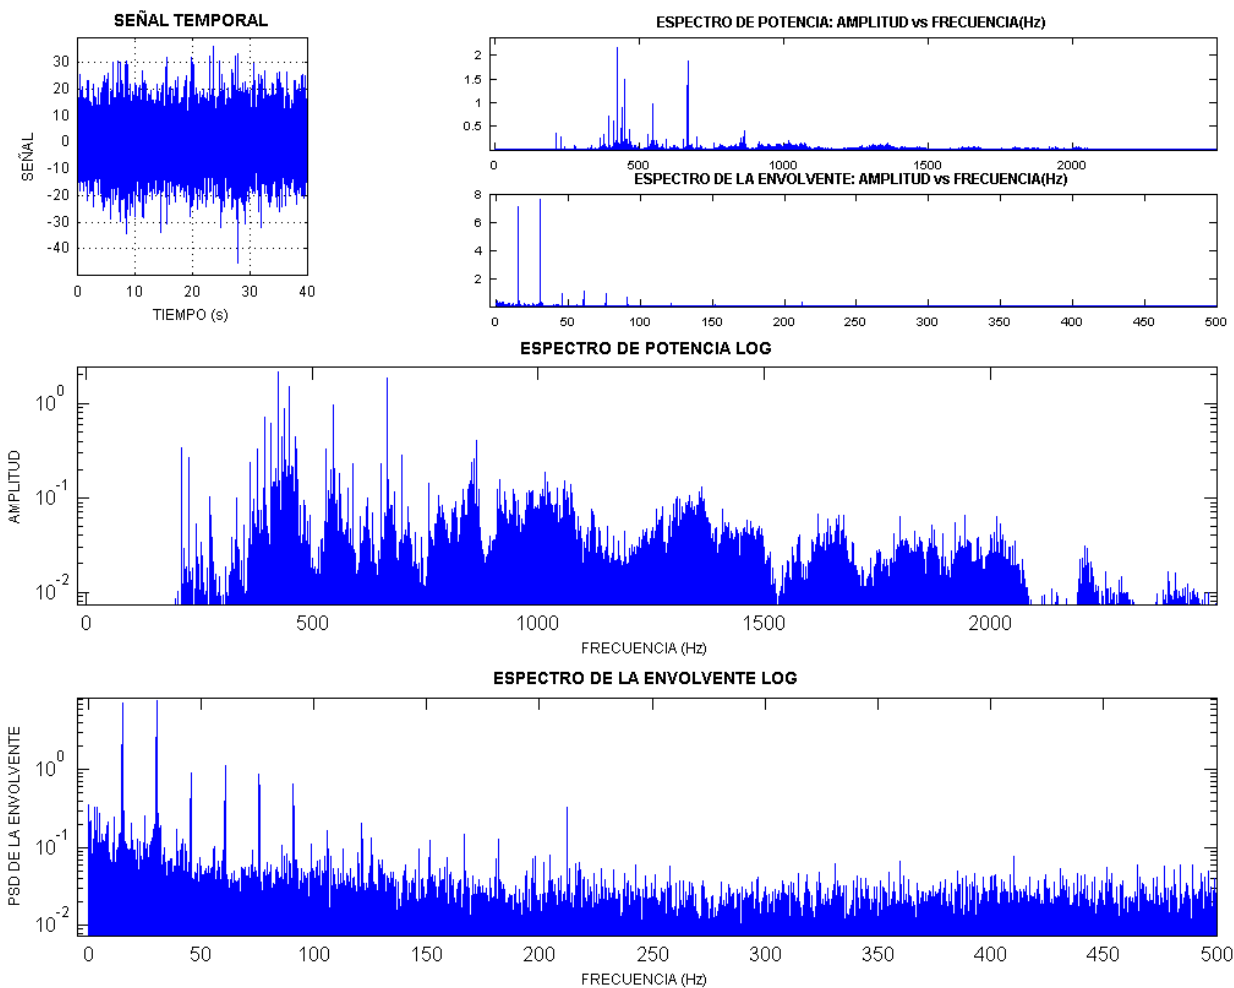 SEÑAL TEMPORAL
30
20
10
0
-10
-20
-30
-40
SEÑAL
0 10 20 30 40
TIEMPO (s)
ESPECTRO DE POTENCIA: AMPLITUD vs FRECUENCIA(Hz)
2
1.5
1
0.5
0 500 1000 1500 2000
ESPECTRO DE LA ENVOLVENTE: AMPLITUD vs FRECUENCIA(Hz)
8
6
4
2
0 50 100 150 200 250 300 350 400 450 500
ESPECTRO DE POTENCIA LOG
10^0
10^-1
10^-2
AMPLITUD
0 500 1000 1500 2000
FRECUENCIA (Hz)
ESPECTRO DE LA ENVOLVENTE LOG
10^0
10^-1
10^-2
PSD DE LA ENVOLVENTE
0 50 100 150 200 250 300 350 400 450 500
FRECUENCIA (Hz)